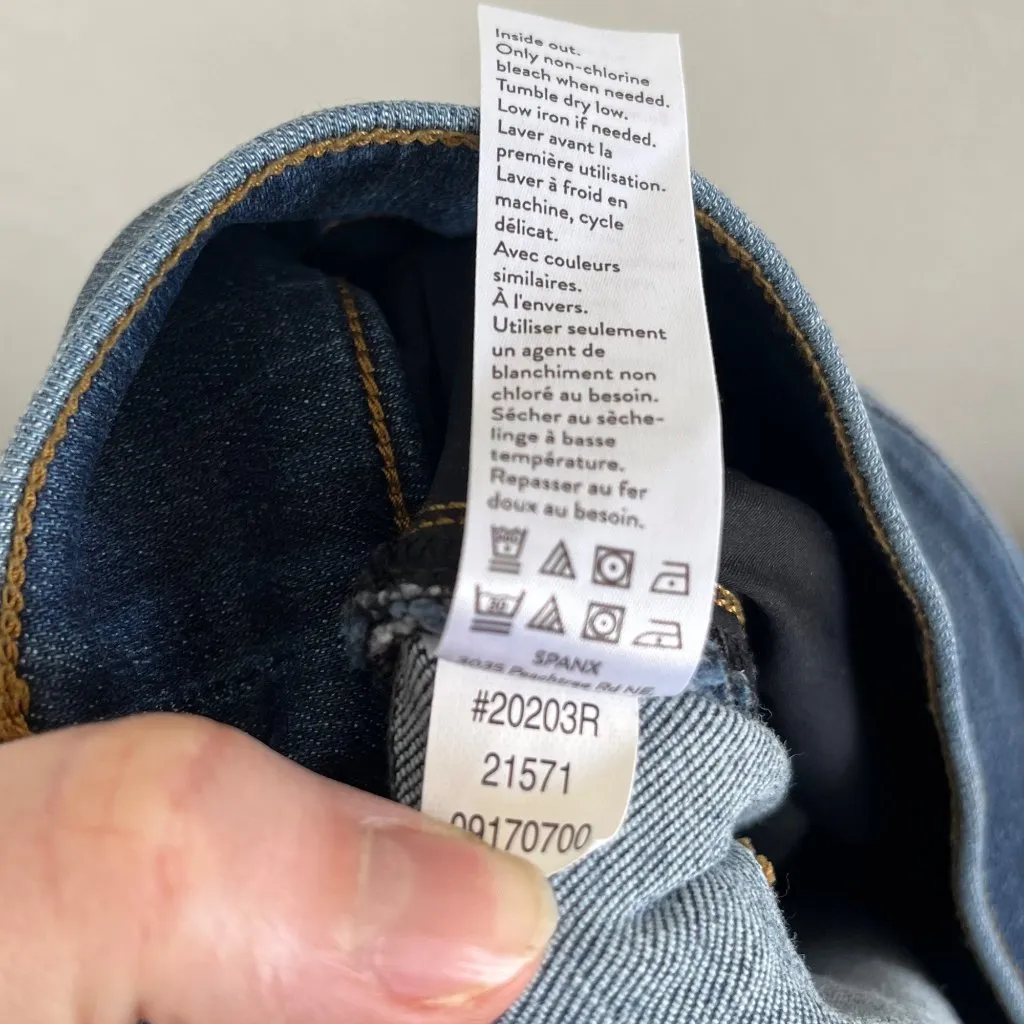 Inside out.
Only non-chlorine
bleach when needed.
Tumble dry low.
Low iron if needed.
Laver avant la
première utilisation.
Laver à froid en
machine, cycle
délicat.
Avec couleurs
similaires.
À l'envers.
Utiliser seulement
un agent de
blanchiment non
chloré au besoin.
Sécher au sèche-
linge à basse
température.
Repasser au fer
doux au besoin.
20
SPANX
3035 Peachtree Rd NE
#20203R
21571
09170700